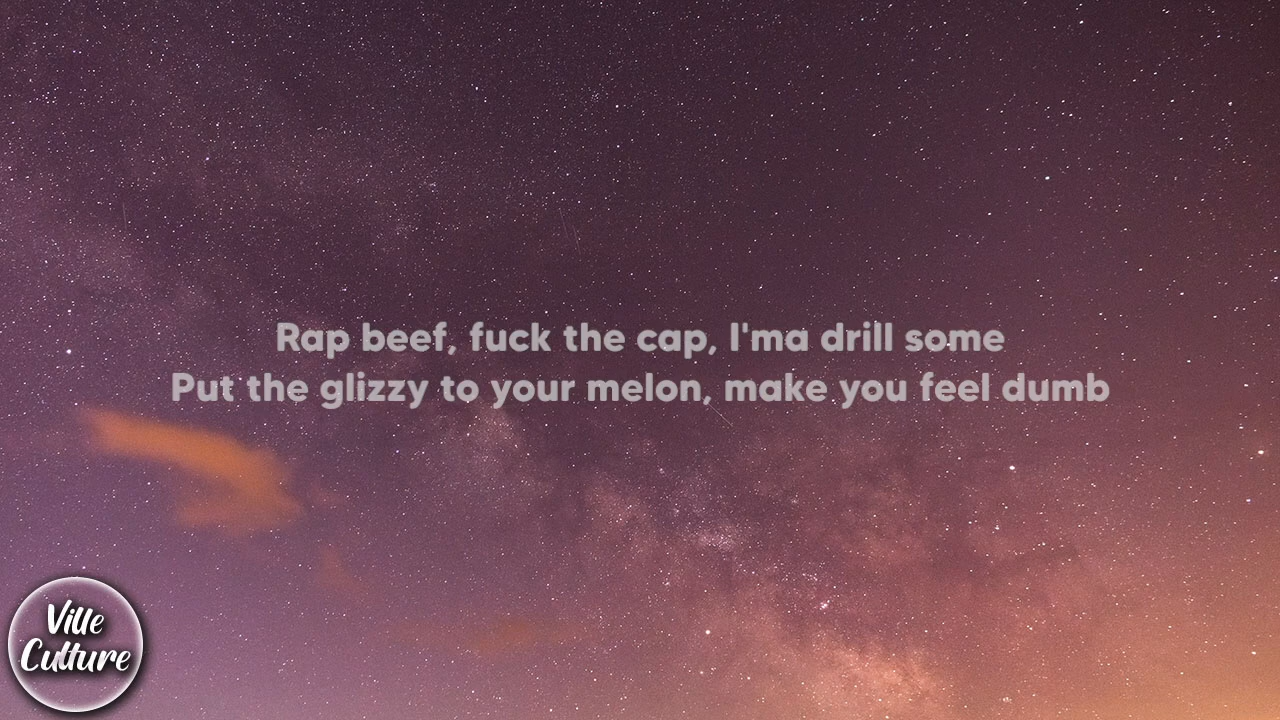 Rap beef, fuck the cap, I'ma drill some
Put the glizzy to your melon, make you feel dumb
Ville
Culture